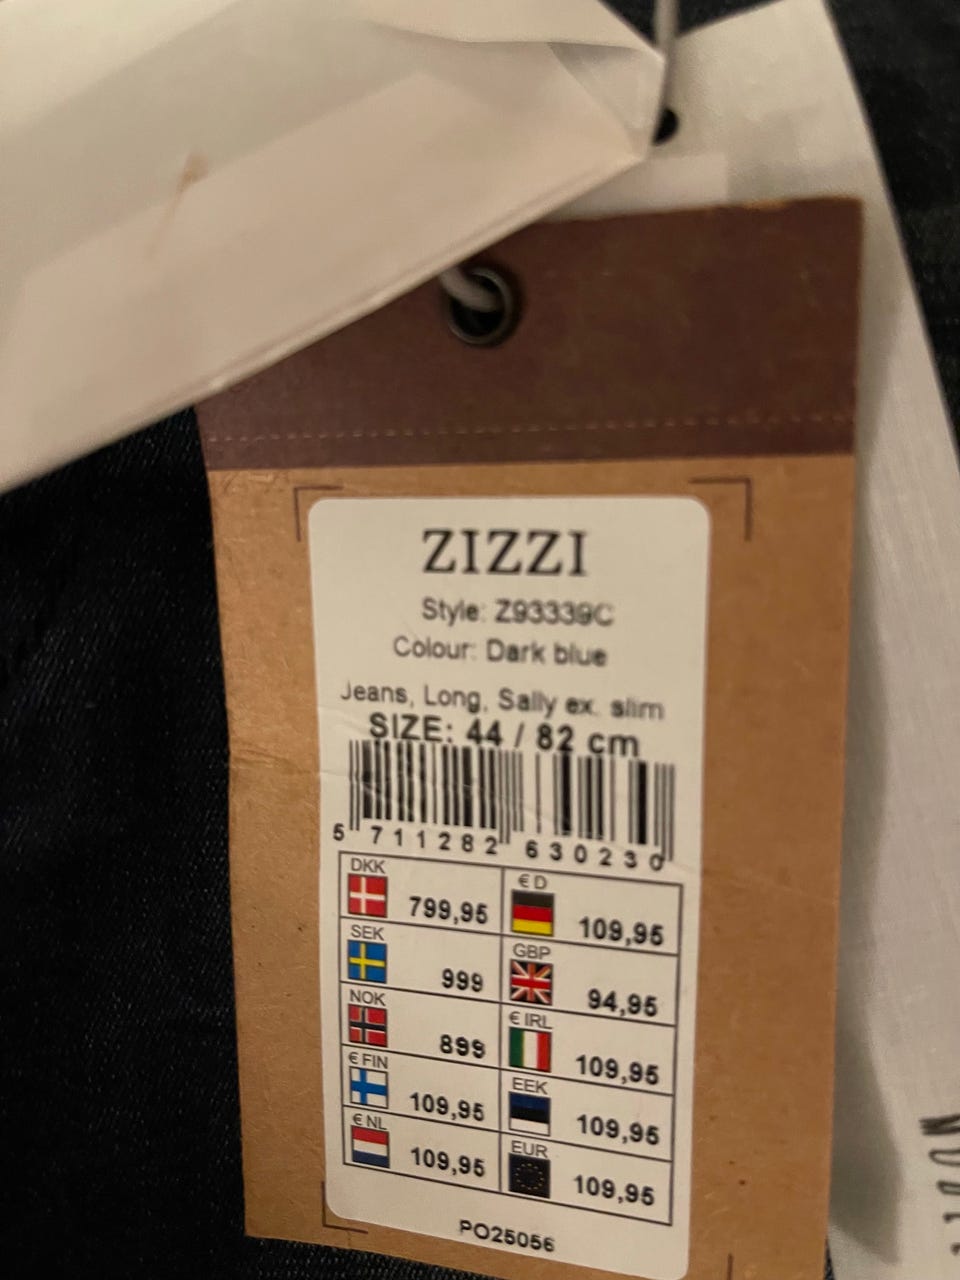 ZIZZI
Style: Z93339C
Colour: Dark blue
Jeans, Long, Sally ex. slim
SIZE: 44 / 82 cm
5 711282 630230
DKK 799,95
€ D 109,95
SEK 999
GBP 94,95
NOK 899
€ IRL 109,95
€ FIN 109,95
EEK 109,95
€ NL 109,95
EUR 109,95
PO25056